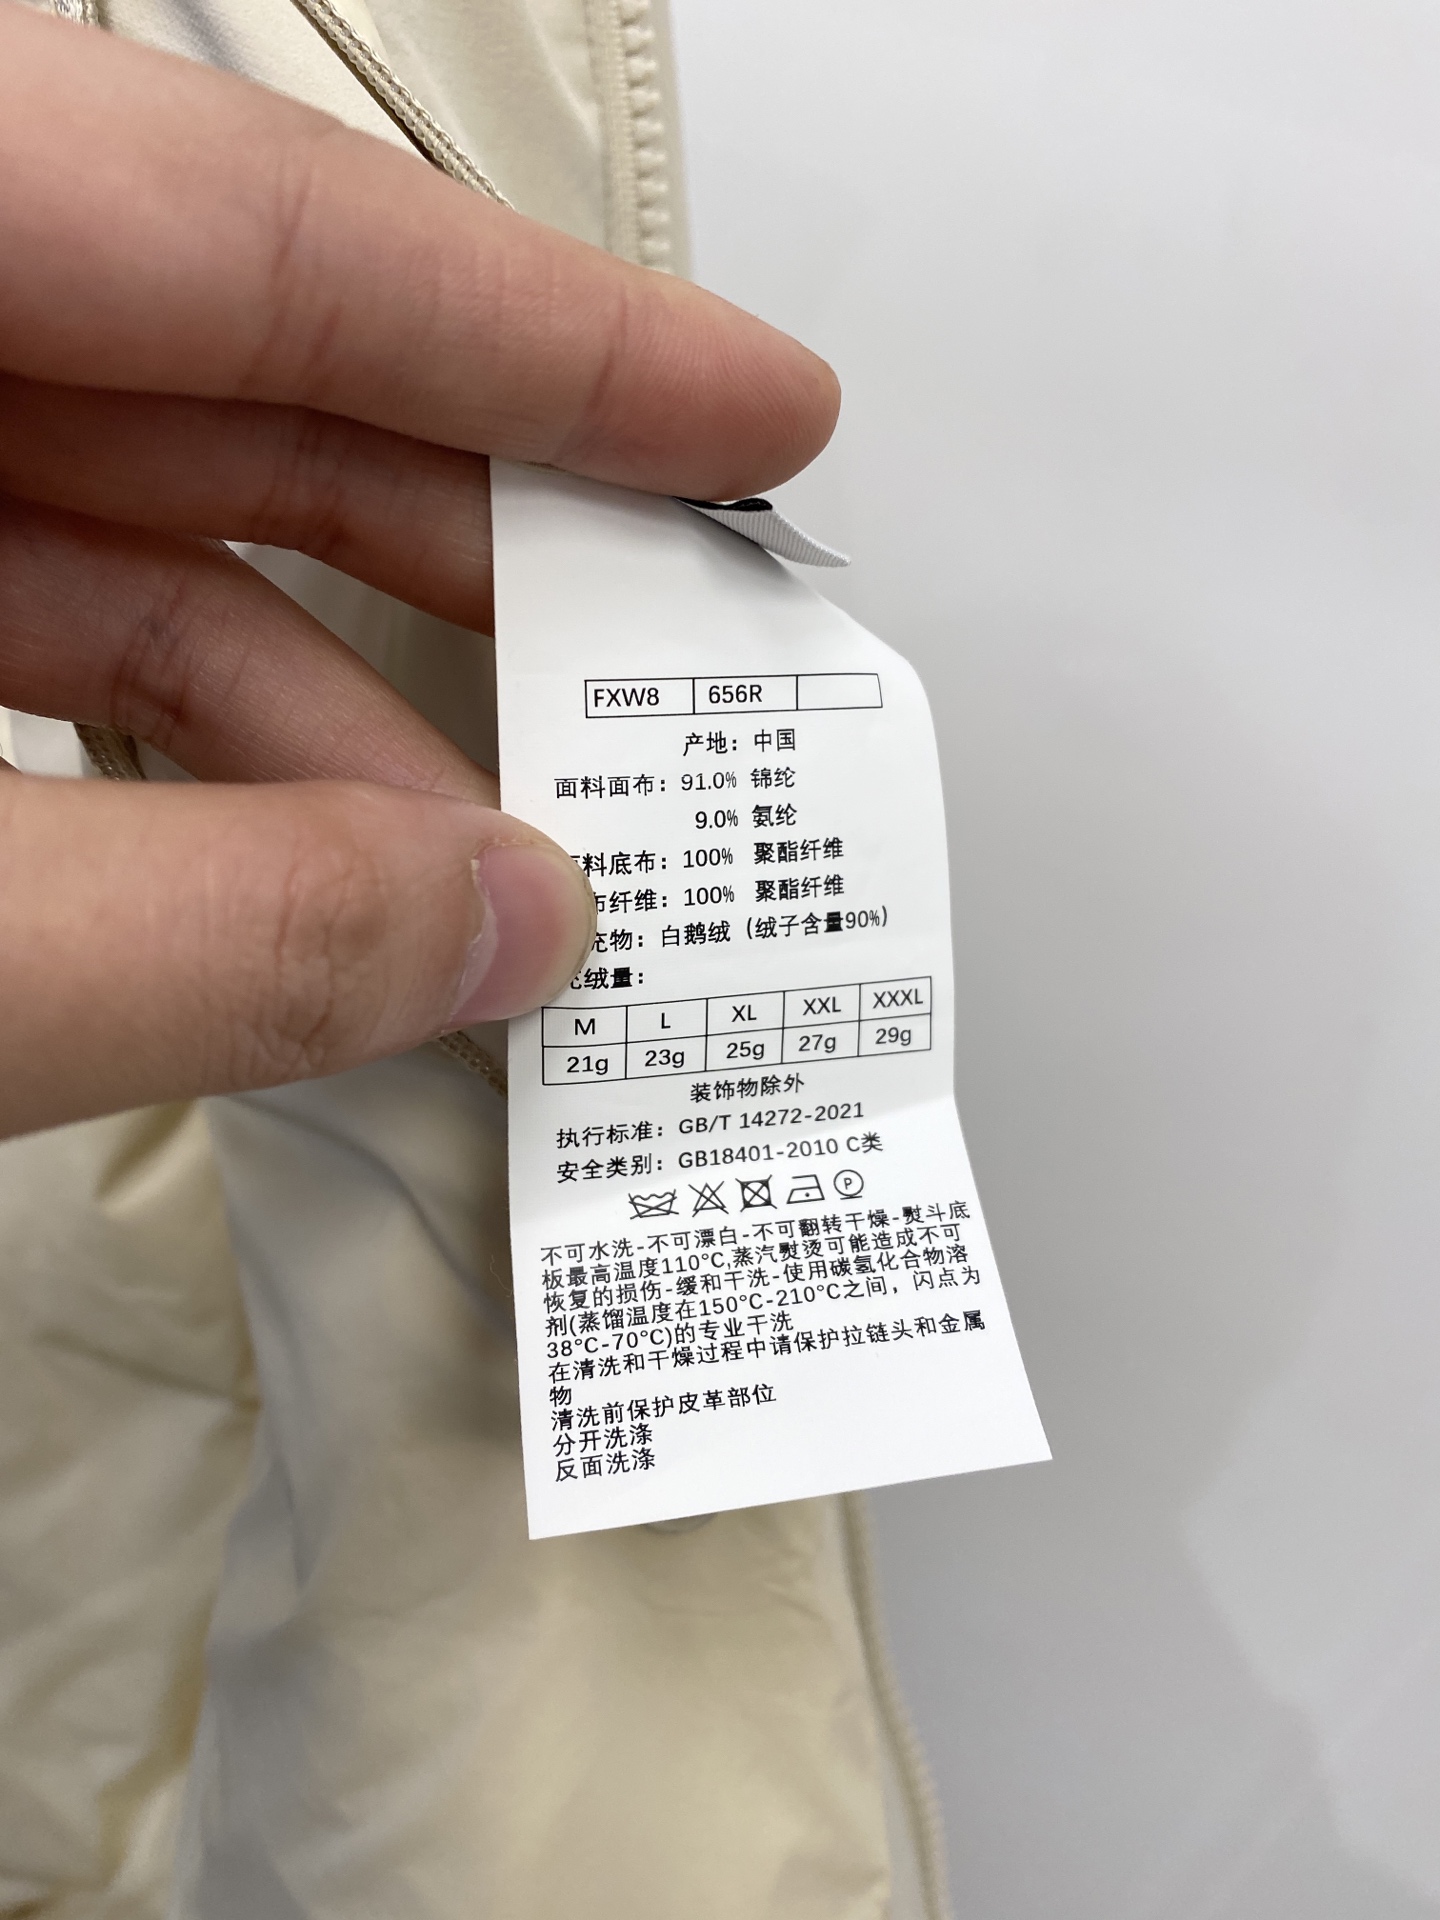 FXW8 656R
产地：中国
面料面布：91.0% 锦纶
9.0% 氨纶
料底布：100% 聚酯纤维
布纤维：100% 聚酯纤维
充物：白鹅绒（绒子含量90%）
充绒量：
M L XL XXL XXXL
21g 23g 25g 27g 29g
装饰物除外
执行标准：GB/T 14272-2021
安全类别：GB18401-2010 C类
P
不可水洗-不可漂白-不可翻转干燥-熨斗底
板最高温度110°C,蒸汽熨烫可能造成不可
恢复的损伤-缓和干洗-使用碳氢化合物溶
剂(蒸馏温度在150°C-210°C之间，闪点为
38°C-70°C)的专业干洗
在清洗和干燥过程中请保护拉链头和金属
物
清洗前保护皮革部位
分开洗涤
反面洗涤